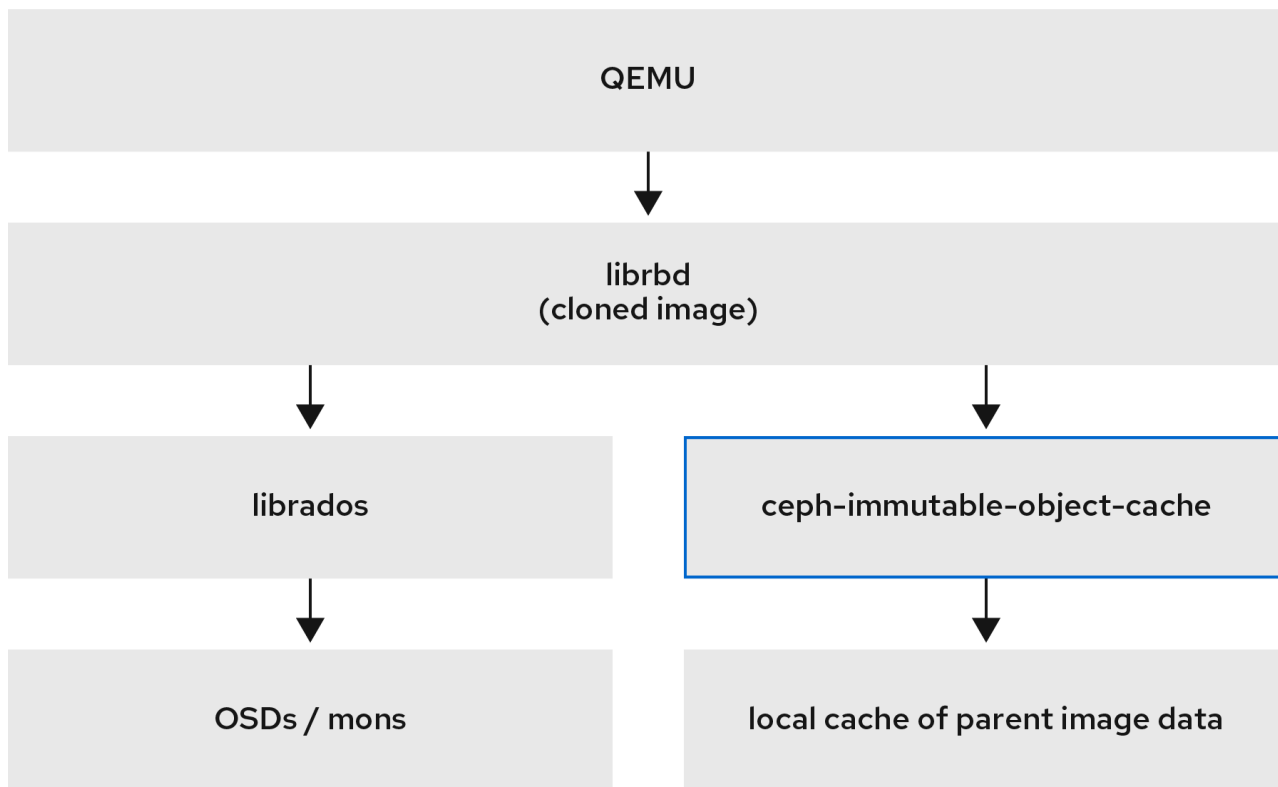 QEMU
librbd
(cloned image)
librados
ceph-immutable-object-cache
OSDs / mons
local cache of parent image data